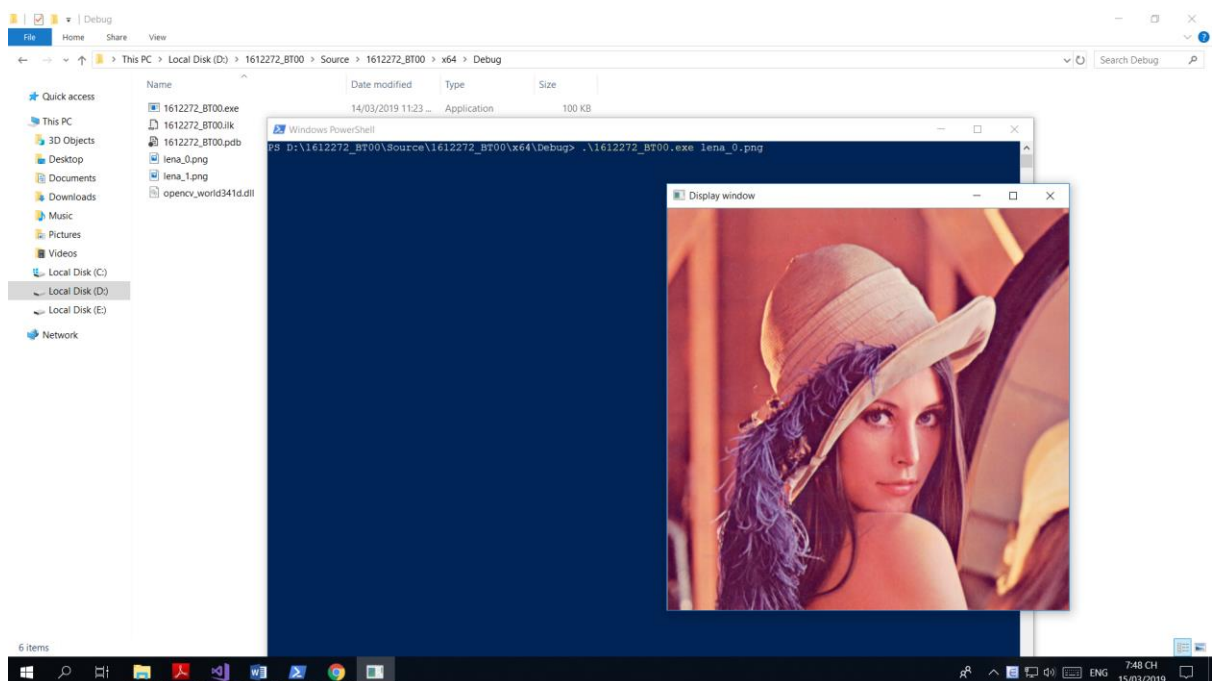 Debug
File Home Share View
This PC > Local Disk (D:) > 1612272_BT00 > Source > 1612272_BT00 > x64 > Debug
Search Debug
Quick access
This PC
3D Objects
Desktop
Documents
Downloads
Music
Pictures
Videos
Local Disk (C:)
Local Disk (D:)
Local Disk (E:)
Network
Name Date modified Type Size
1612272_BT00.exe 14/03/2019 11:23 ... Application 100 KB
1612272_BT00.ilk
1612272_BT00.pdb
lena_0.png
lena_1.png
opencv_world341d.dll
Windows PowerShell
PS D:\1612272_BT00\Source\1612272_BT00\x64\Debug> .\1612272_BT00.exe lena_0.png
Display window
6 items
ENG
7:48 CH
15/03/2019